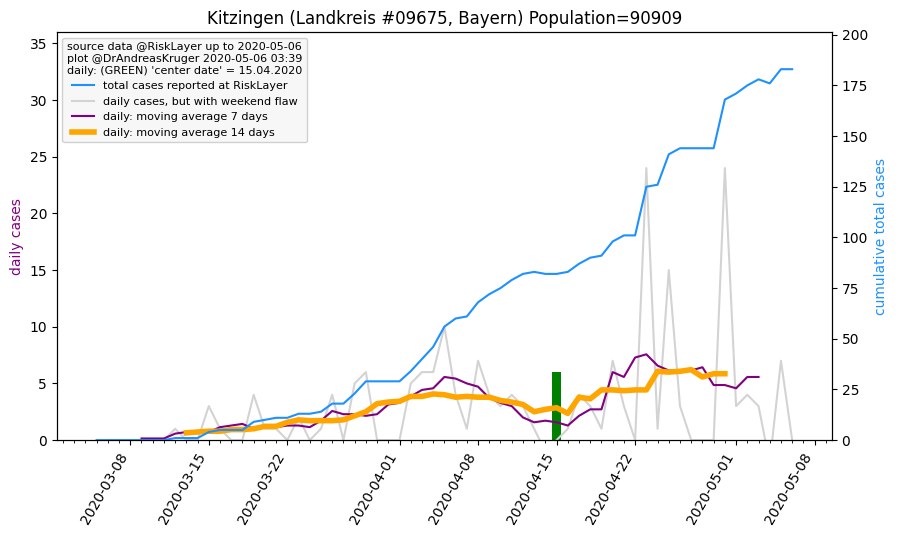 Kitzingen (Landkreis #09675, Bayern) Population=90909
source data @RiskLayer up to 2020-05-06
plot @DrAndreasKruger 2020-05-06 03:39
daily: (GREEN) 'center date' = 15.04.2020
total cases reported at RiskLayer
daily cases, but with weekend flaw
daily: moving average 7 days
daily: moving average 14 days
daily cases
35
30
25
20
15
10
5
0
cumulative total cases
200
175
150
125
100
75
50
25
0
2020-03-08
2020-03-15
2020-03-22
2020-04-01
2020-04-08
2020-04-15
2020-04-22
2020-05-01
2020-05-08